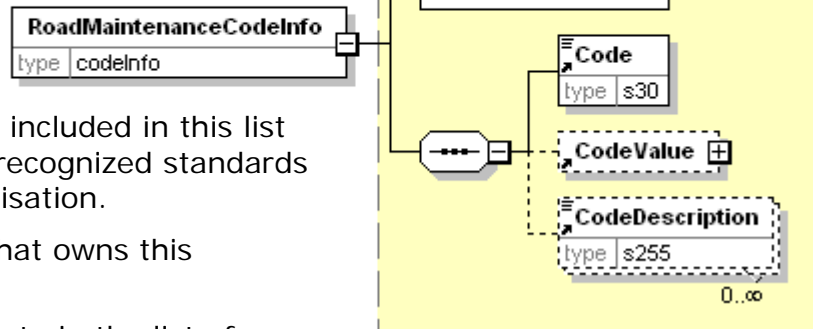 RoadMaintenanceCodeInfo
type codeInfo
included in this list
recognized standards
isation.
hat owns this
Code
type s30
CodeValue
CodeDescription
type s255
0..∞